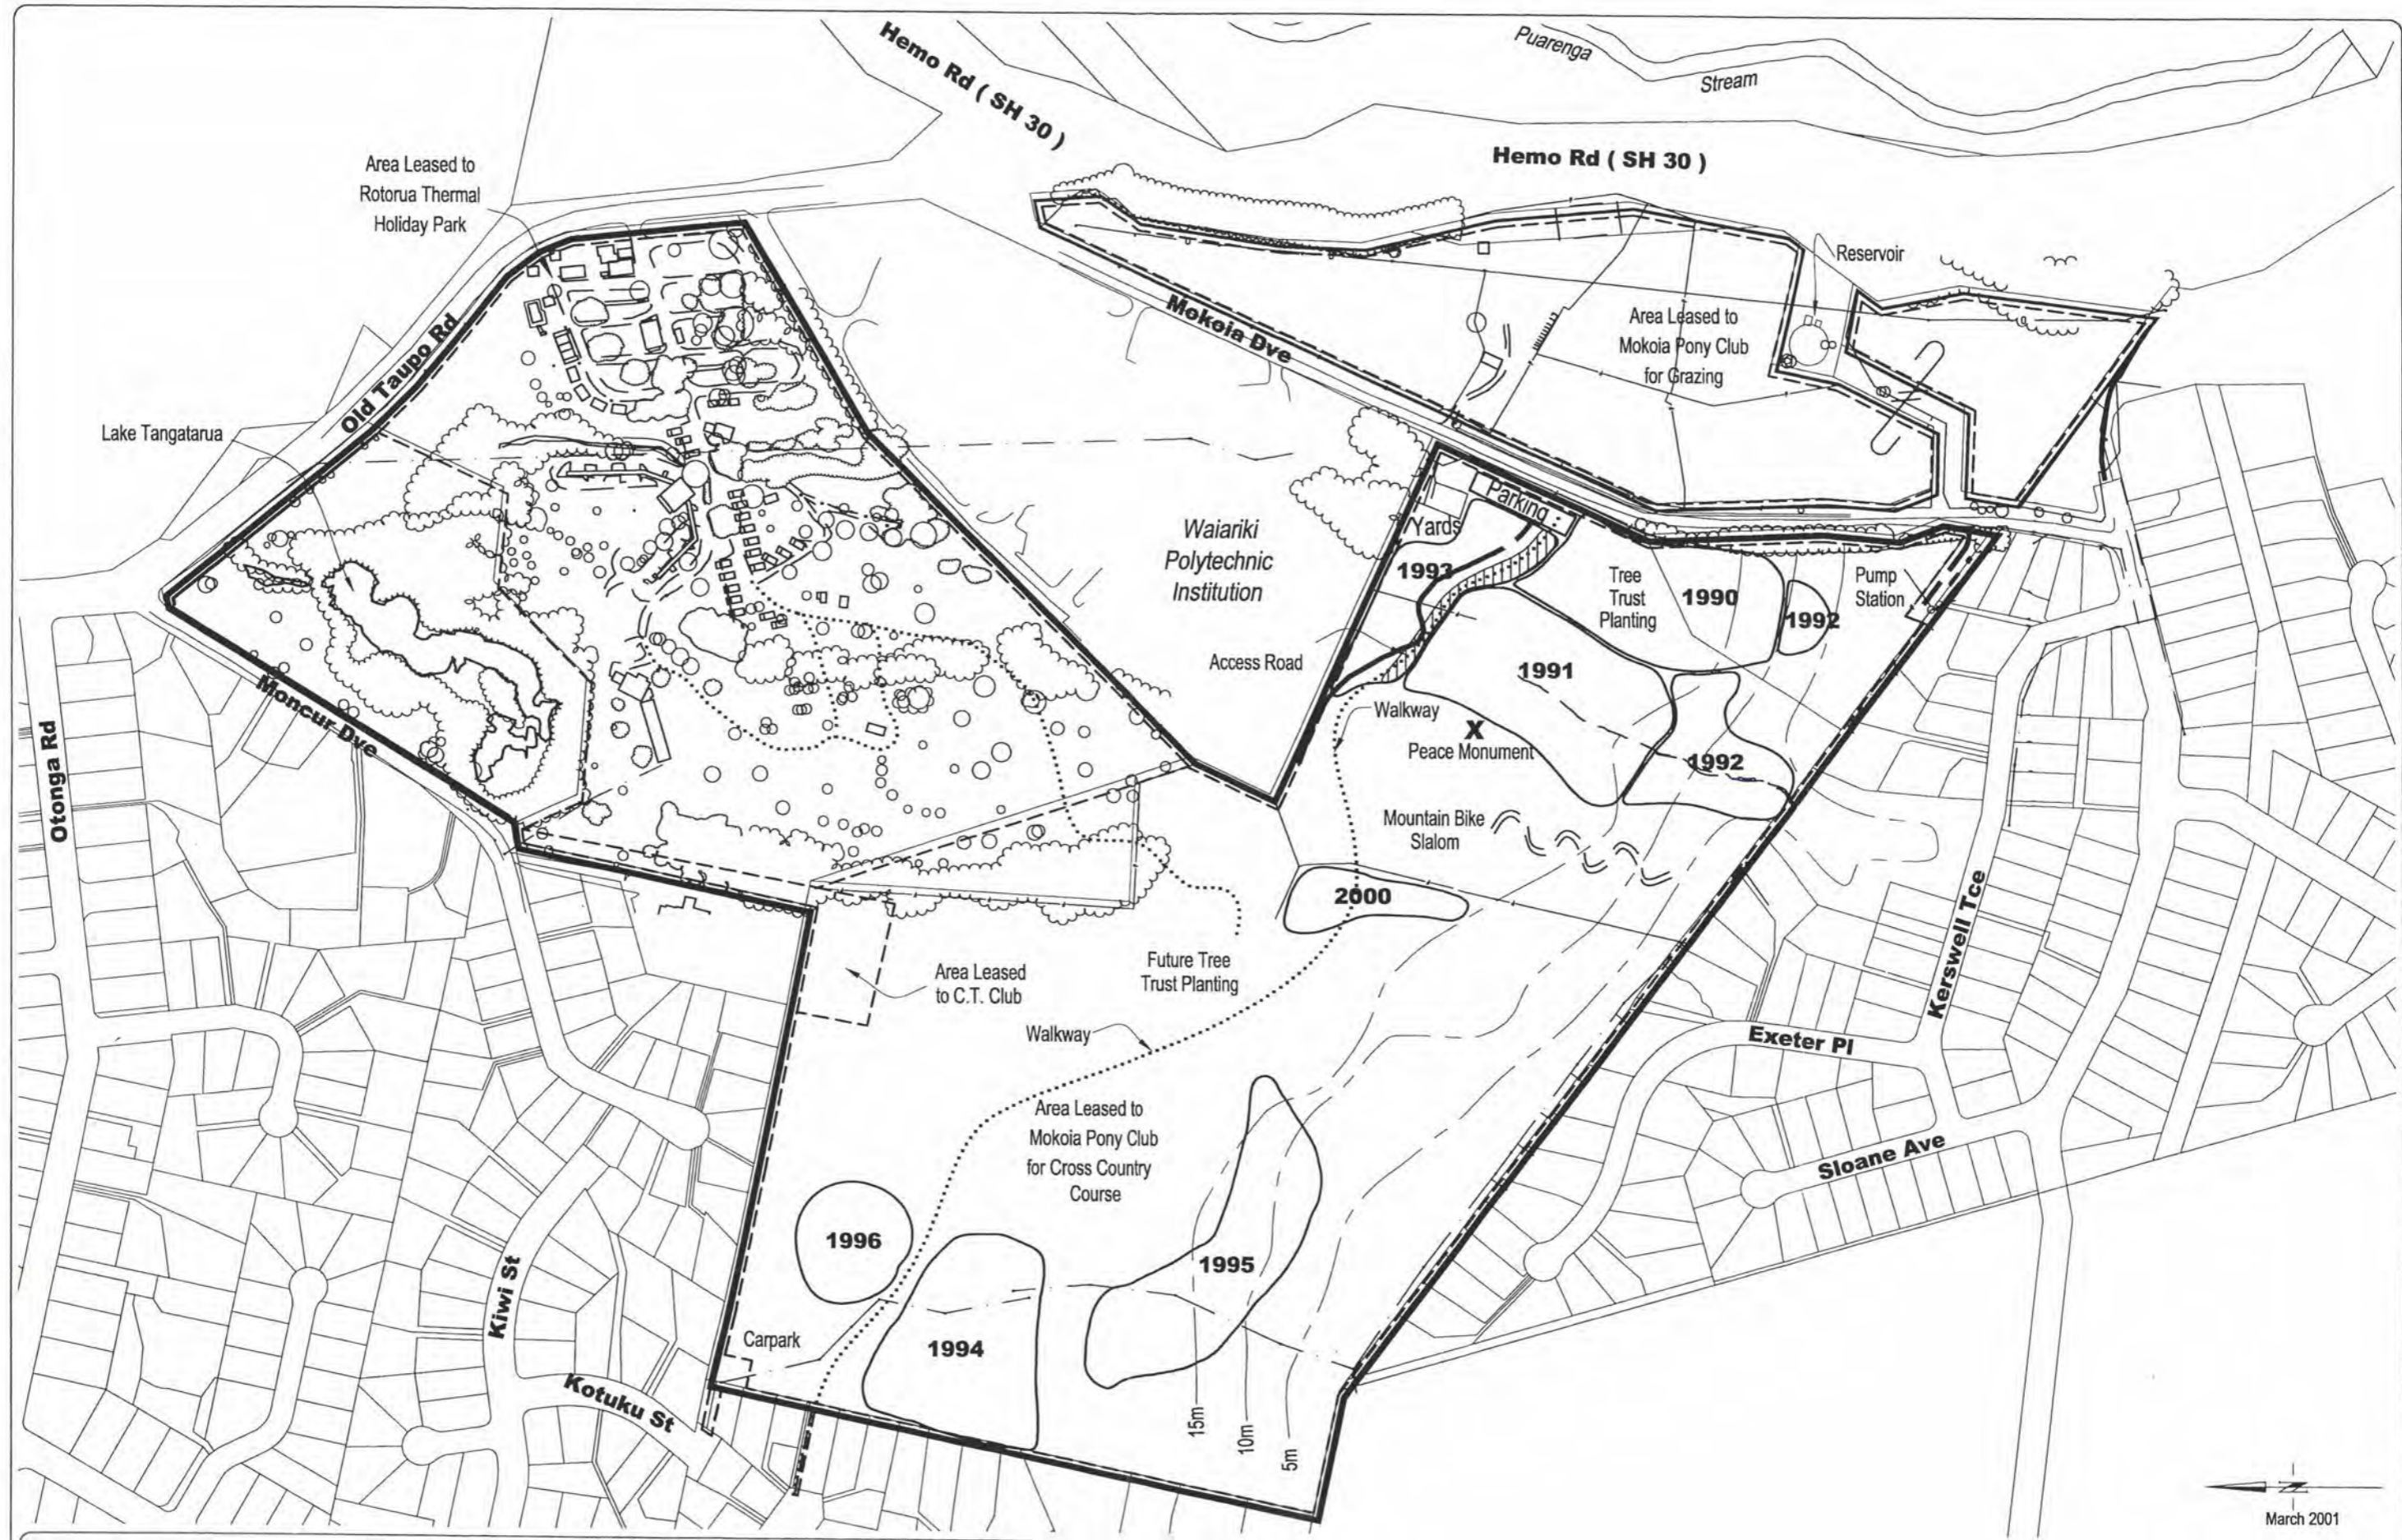 Hemo Rd ( SH 30 )
Puarenga
Stream
Hemo Rd ( SH 30 )
Area Leased to
Rotorua Thermal
Holiday Park
Reservoir
Old Taupo Rd
Mokoia Dve
Area Leased to
Mokoia Pony Club
for Grazing
Lake Tangatarua
Parking
Yards
Waiariki
Polytechnic
Institution
1993
Tree
Trust
Planting
1990
1992
Pump
Station
Access Road
1991
Walkway
X
Peace Monument
1992
Moncur Dve
Otonga Rd
Mountain Bike
Slalom
2000
Kerswell Tce
Area Leased
to C.T. Club
Future Tree
Trust Planting
Walkway
Exeter Pl
Area Leased to
Mokoia Pony Club
for Cross Country
Course
Sloane Ave
1996
1995
Kiwi St
Carpark
1994
Kotuku St
15m
10m
5m
N
March 2001